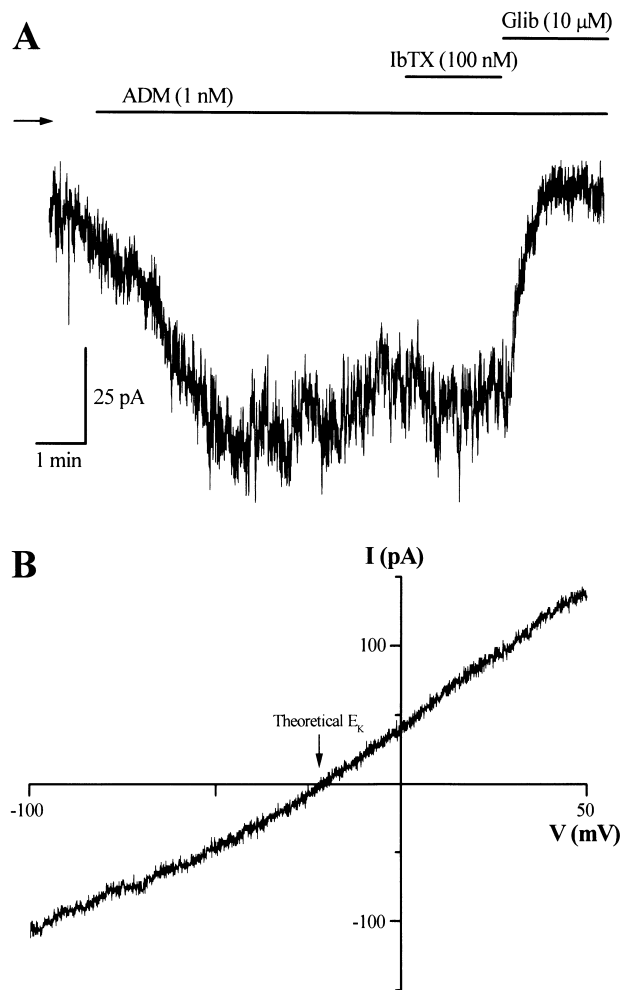 A
Glib (10 µM)
IbTX (100 nM)
ADM (1 nM)
25 pA
1 min
B
I (pA)
100
Theoretical EK
-100
50
V (mV)
-100